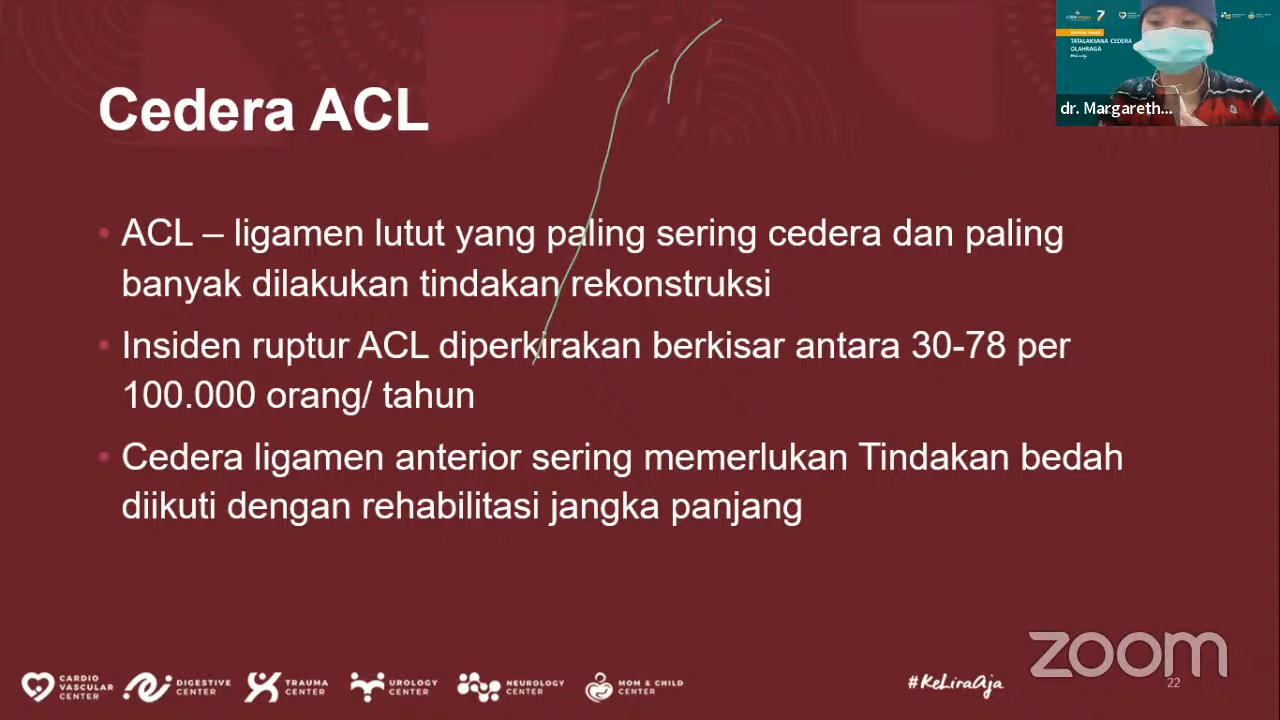 Cedera ACL
TATALAKSANA CEDERA
OLAHRAGA
dr. Margareth...
• ACL – ligamen lutut yang paling sering cedera dan paling
banyak dilakukan tindakan rekonstruksi
• Insiden ruptur ACL diperkirakan berkisar antara 30-78 per
100.000 orang/ tahun
• Cedera ligamen anterior sering memerlukan Tindakan bedah
diikuti dengan rehabilitasi jangka panjang
zoom
CARDIO
VASCULAR
CENTER
DIGESTIVE
CENTER
TRAUMA
CENTER
UROLOGY
CENTER
NEUROLOGY
CENTER
MOM & CHILD
CENTER
#KeLiraAja
22